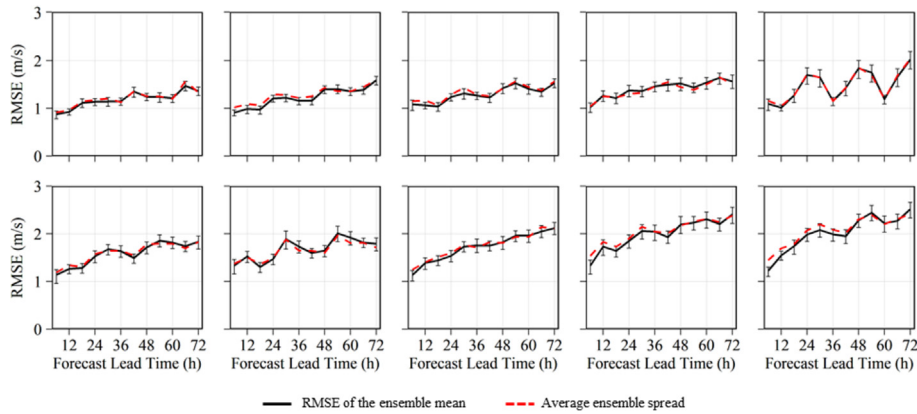 3
2
1
0
RMSE (m/s)
3
2
1
0
RMSE (m/s)
12 24 36 48 60 72 12 24 36 48 60 72 12 24 36 48 60 72 12 24 36 48 60 72 12 24 36 48 60 72
Forecast Lead Time (h) Forecast Lead Time (h) Forecast Lead Time (h) Forecast Lead Time (h) Forecast Lead Time (h)
RMSE of the ensemble mean Average ensemble spread